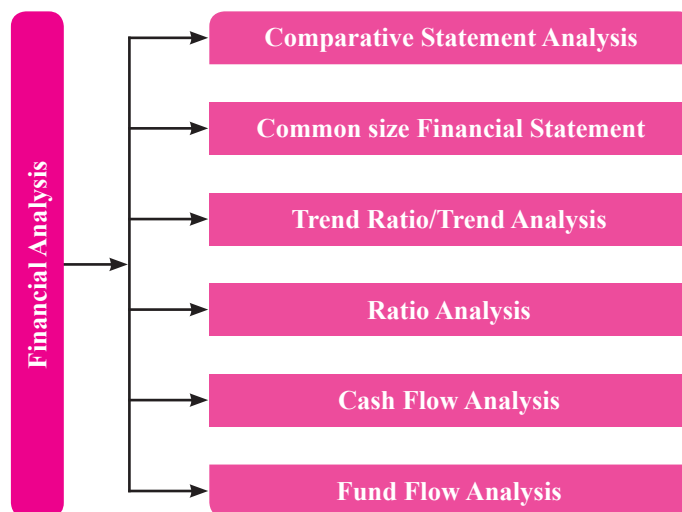 Financial Analysis
Comparative Statement Analysis
Common size Financial Statement
Trend Ratio/Trend Analysis
Ratio Analysis
Cash Flow Analysis
Fund Flow Analysis